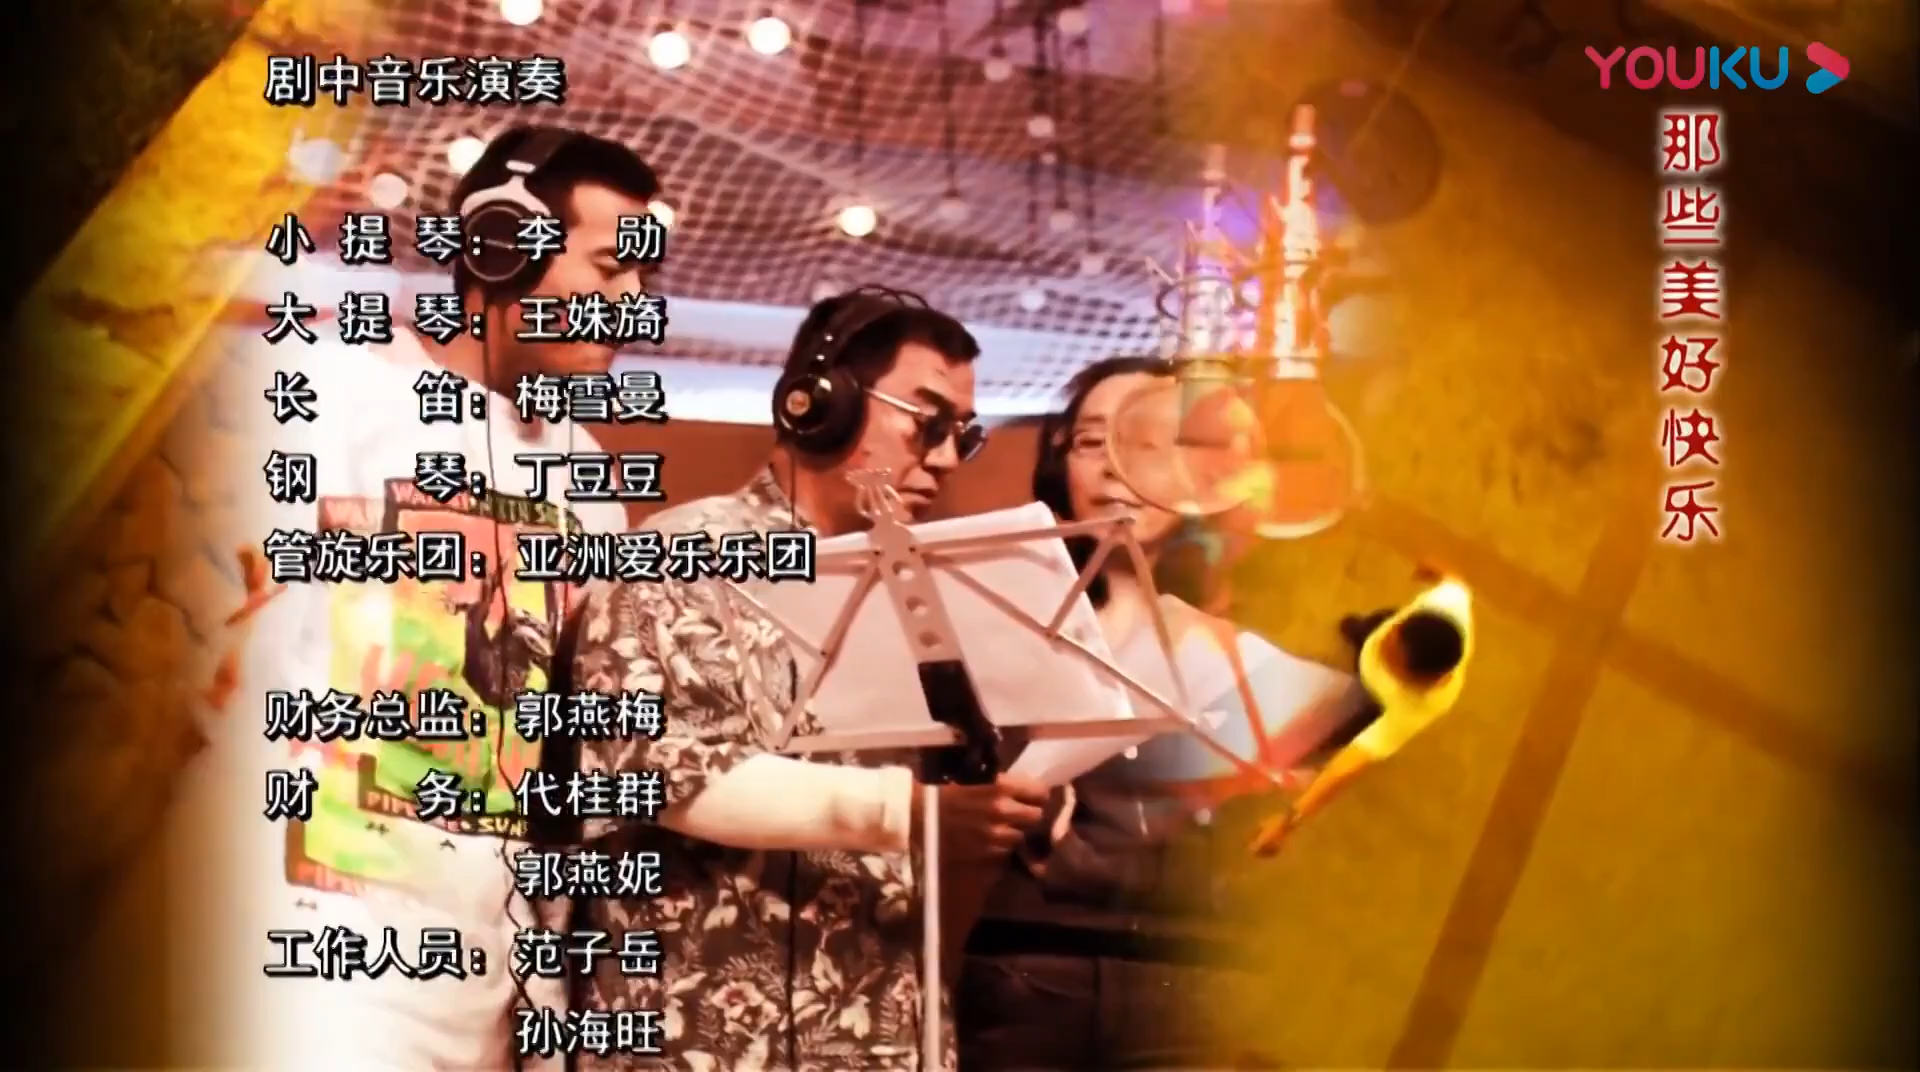 剧中音乐演奏
小提琴：李 勋
大提琴：王姝旖
长 笛：梅雪曼
钢 琴：丁豆豆
管旋乐团：亚洲爱乐乐团
财务总监：郭燕梅
财 务：代桂群
郭燕妮
工作人员：范子岳
孙海旺
YOUKU
那些美好快乐